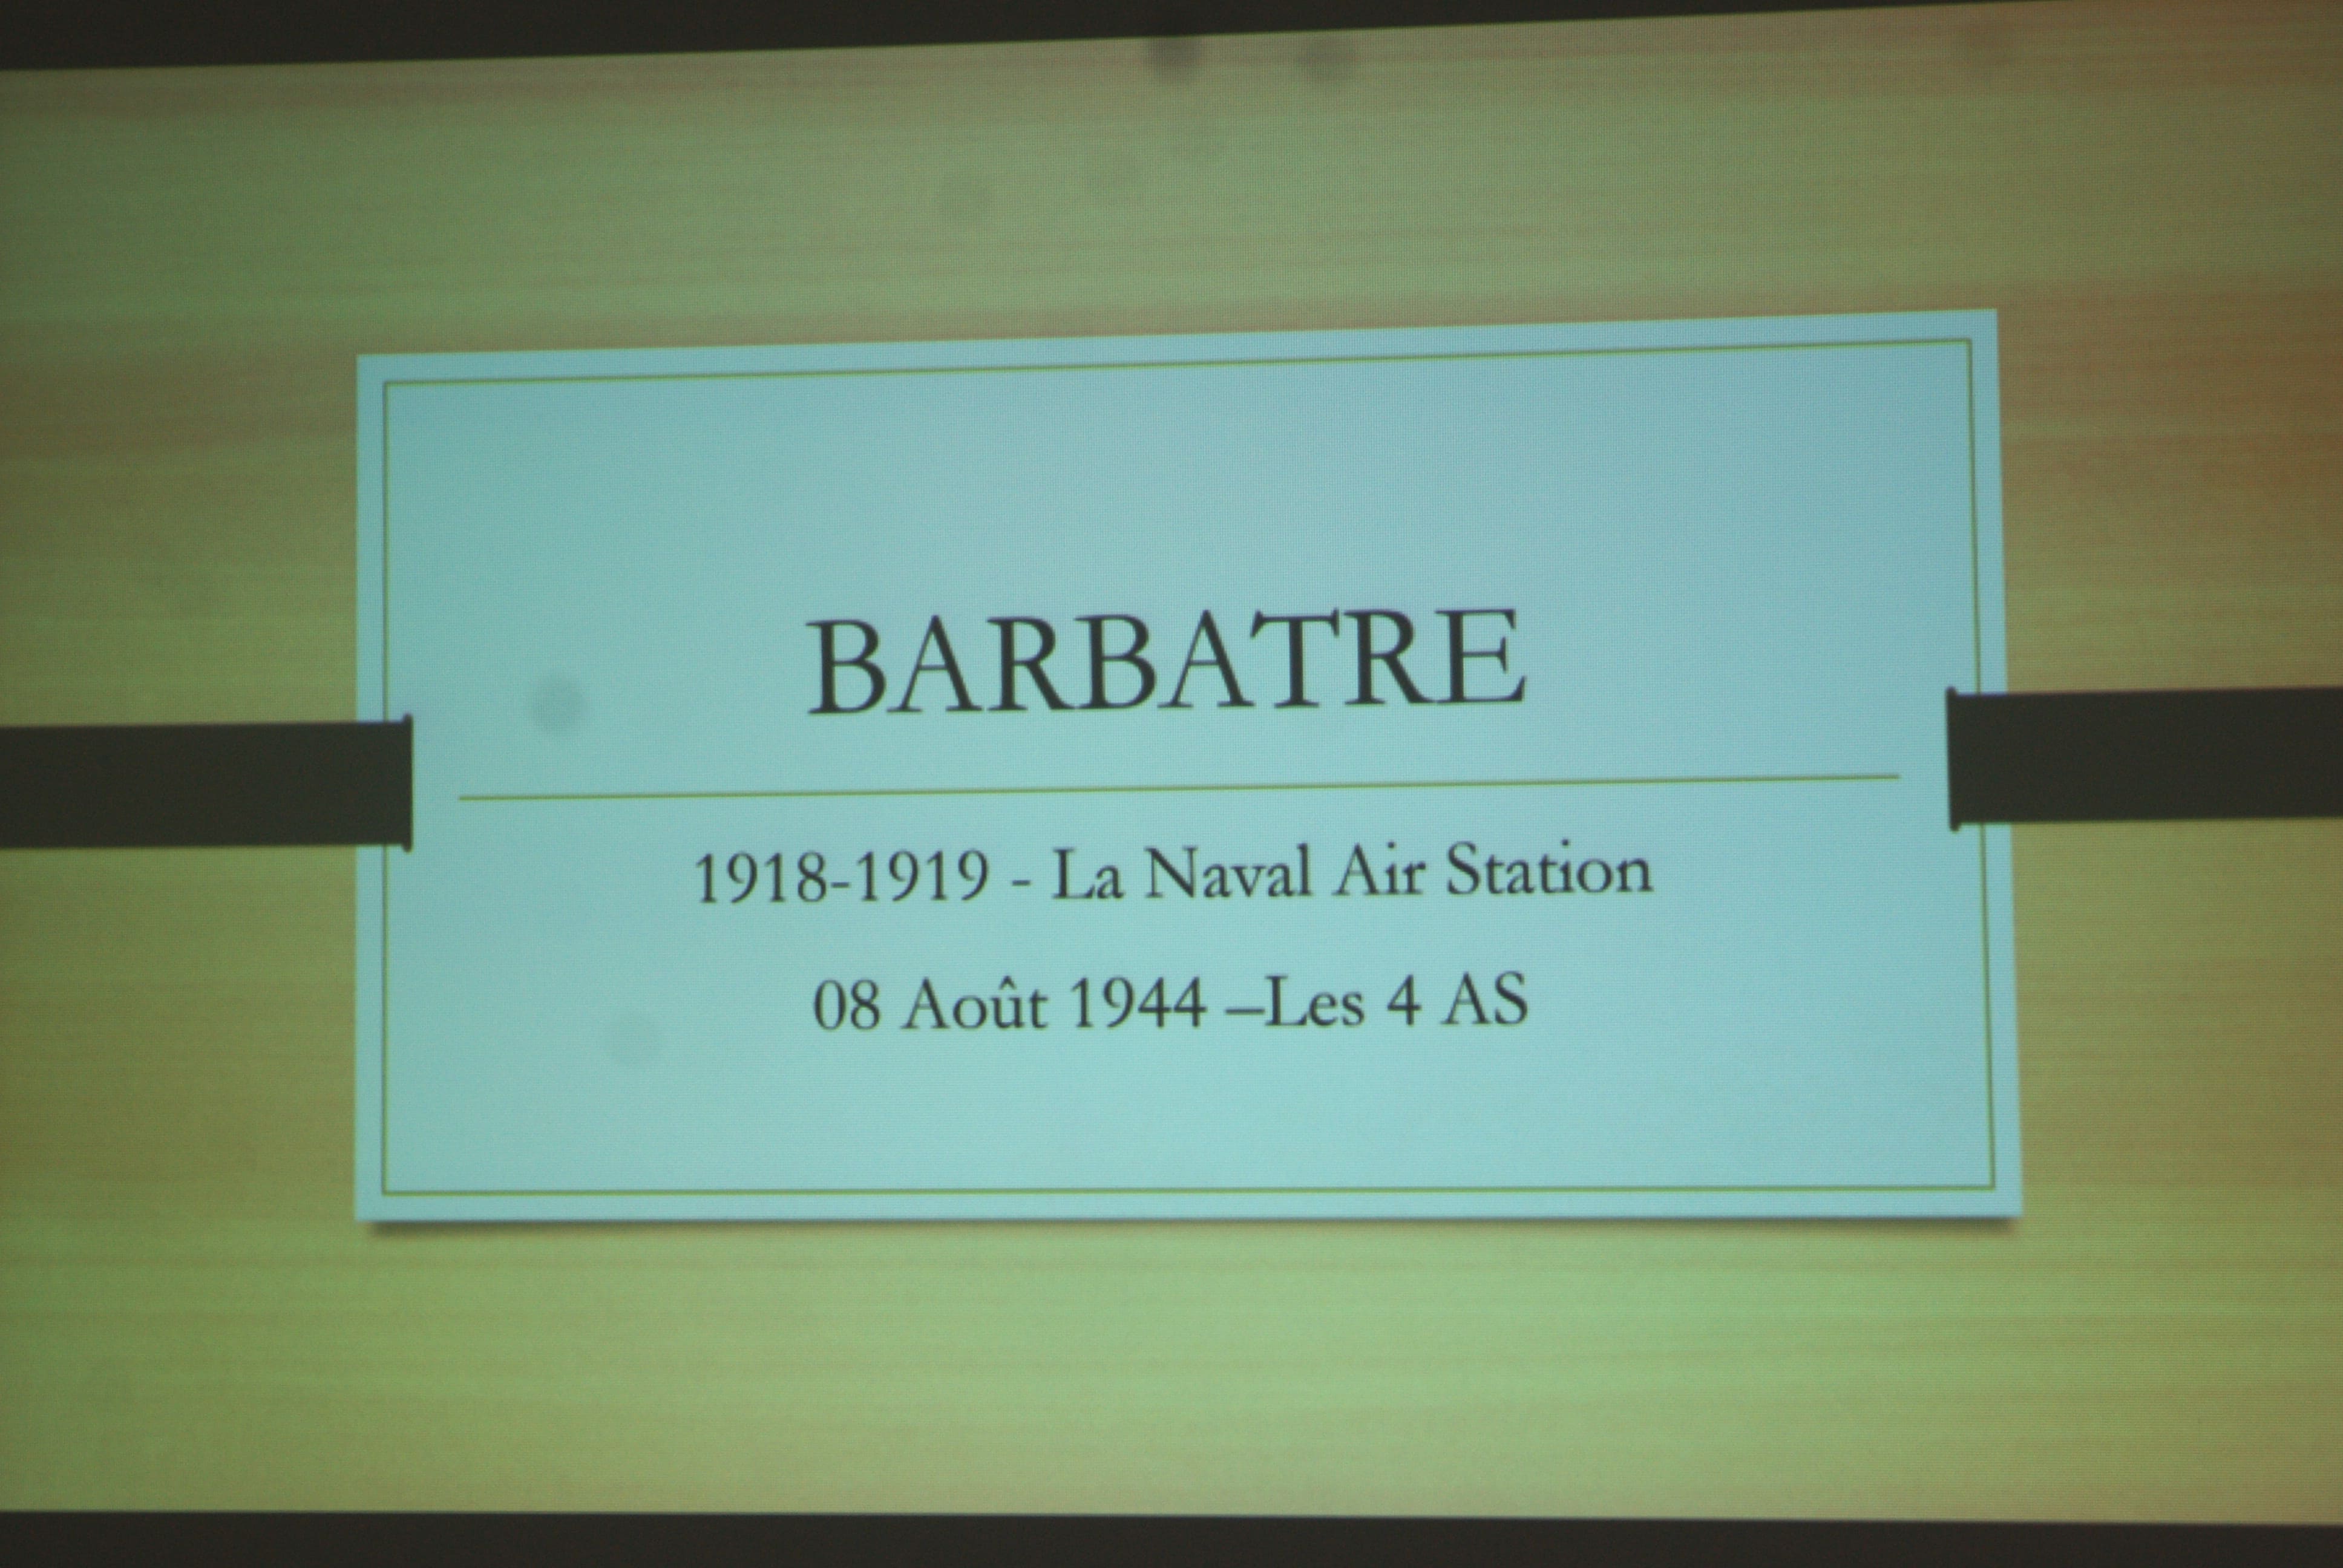 BARBATRE
1918-1919 - La Naval Air Station
08 Août 1944 –Les 4 AS